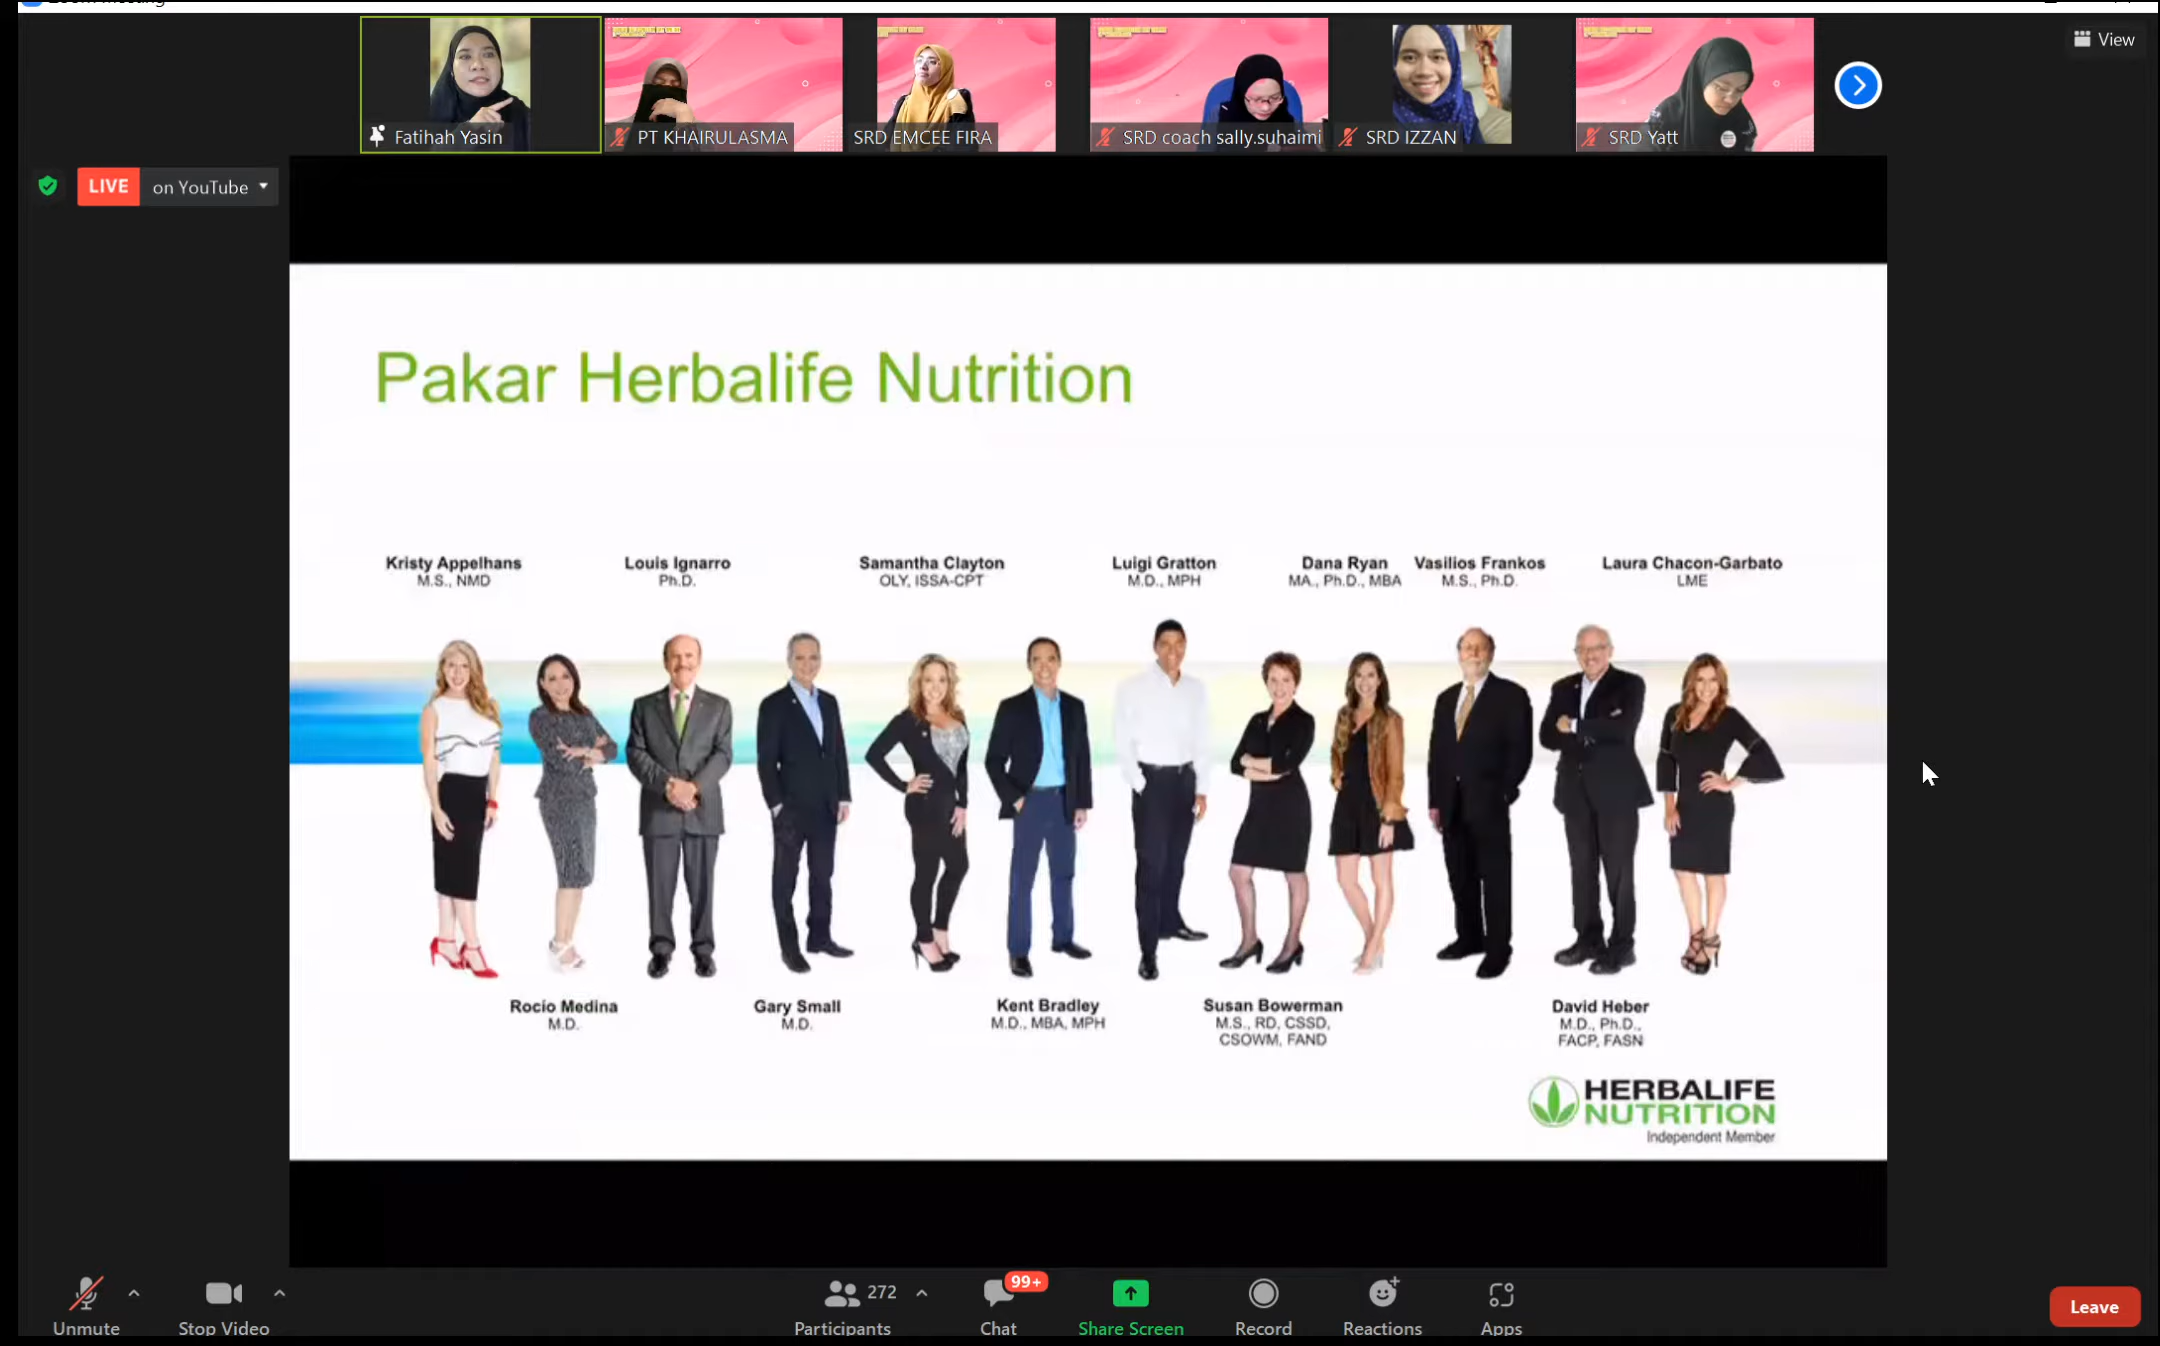 Fatihah Yasin
PT KHAIRULASMA
SRD EMCEE FIRA
SRD coach sally.suhaimi
SRD IZZAN
SRD Yatt
View
LIVE on YouTube
Pakar Herbalife Nutrition
Kristy Appelhans
M.S., NMD
Louis Ignarro
Ph.D.
Samantha Clayton
OLY, ISSA-CPT
Luigi Gratton
M.D., MPH
Dana Ryan
MA., Ph.D., MBA
Vasilios Frankos
M.S., Ph.D.
Laura Chacon-Garbato
LME
Rocio Medina
M.D.
Gary Small
M.D.
Kent Bradley
M.D., MBA, MPH
Susan Bowerman
M.S., RD, CSSD,
CSOWM, FAND
David Heber
M.D., Ph.D.,
FACP, FASN
HERBALIFE
NUTRITION
Independent Member
Unmute
Stop Video
272
Participants
99+
Chat
Share Screen
Record
Reactions
Apps
Leave